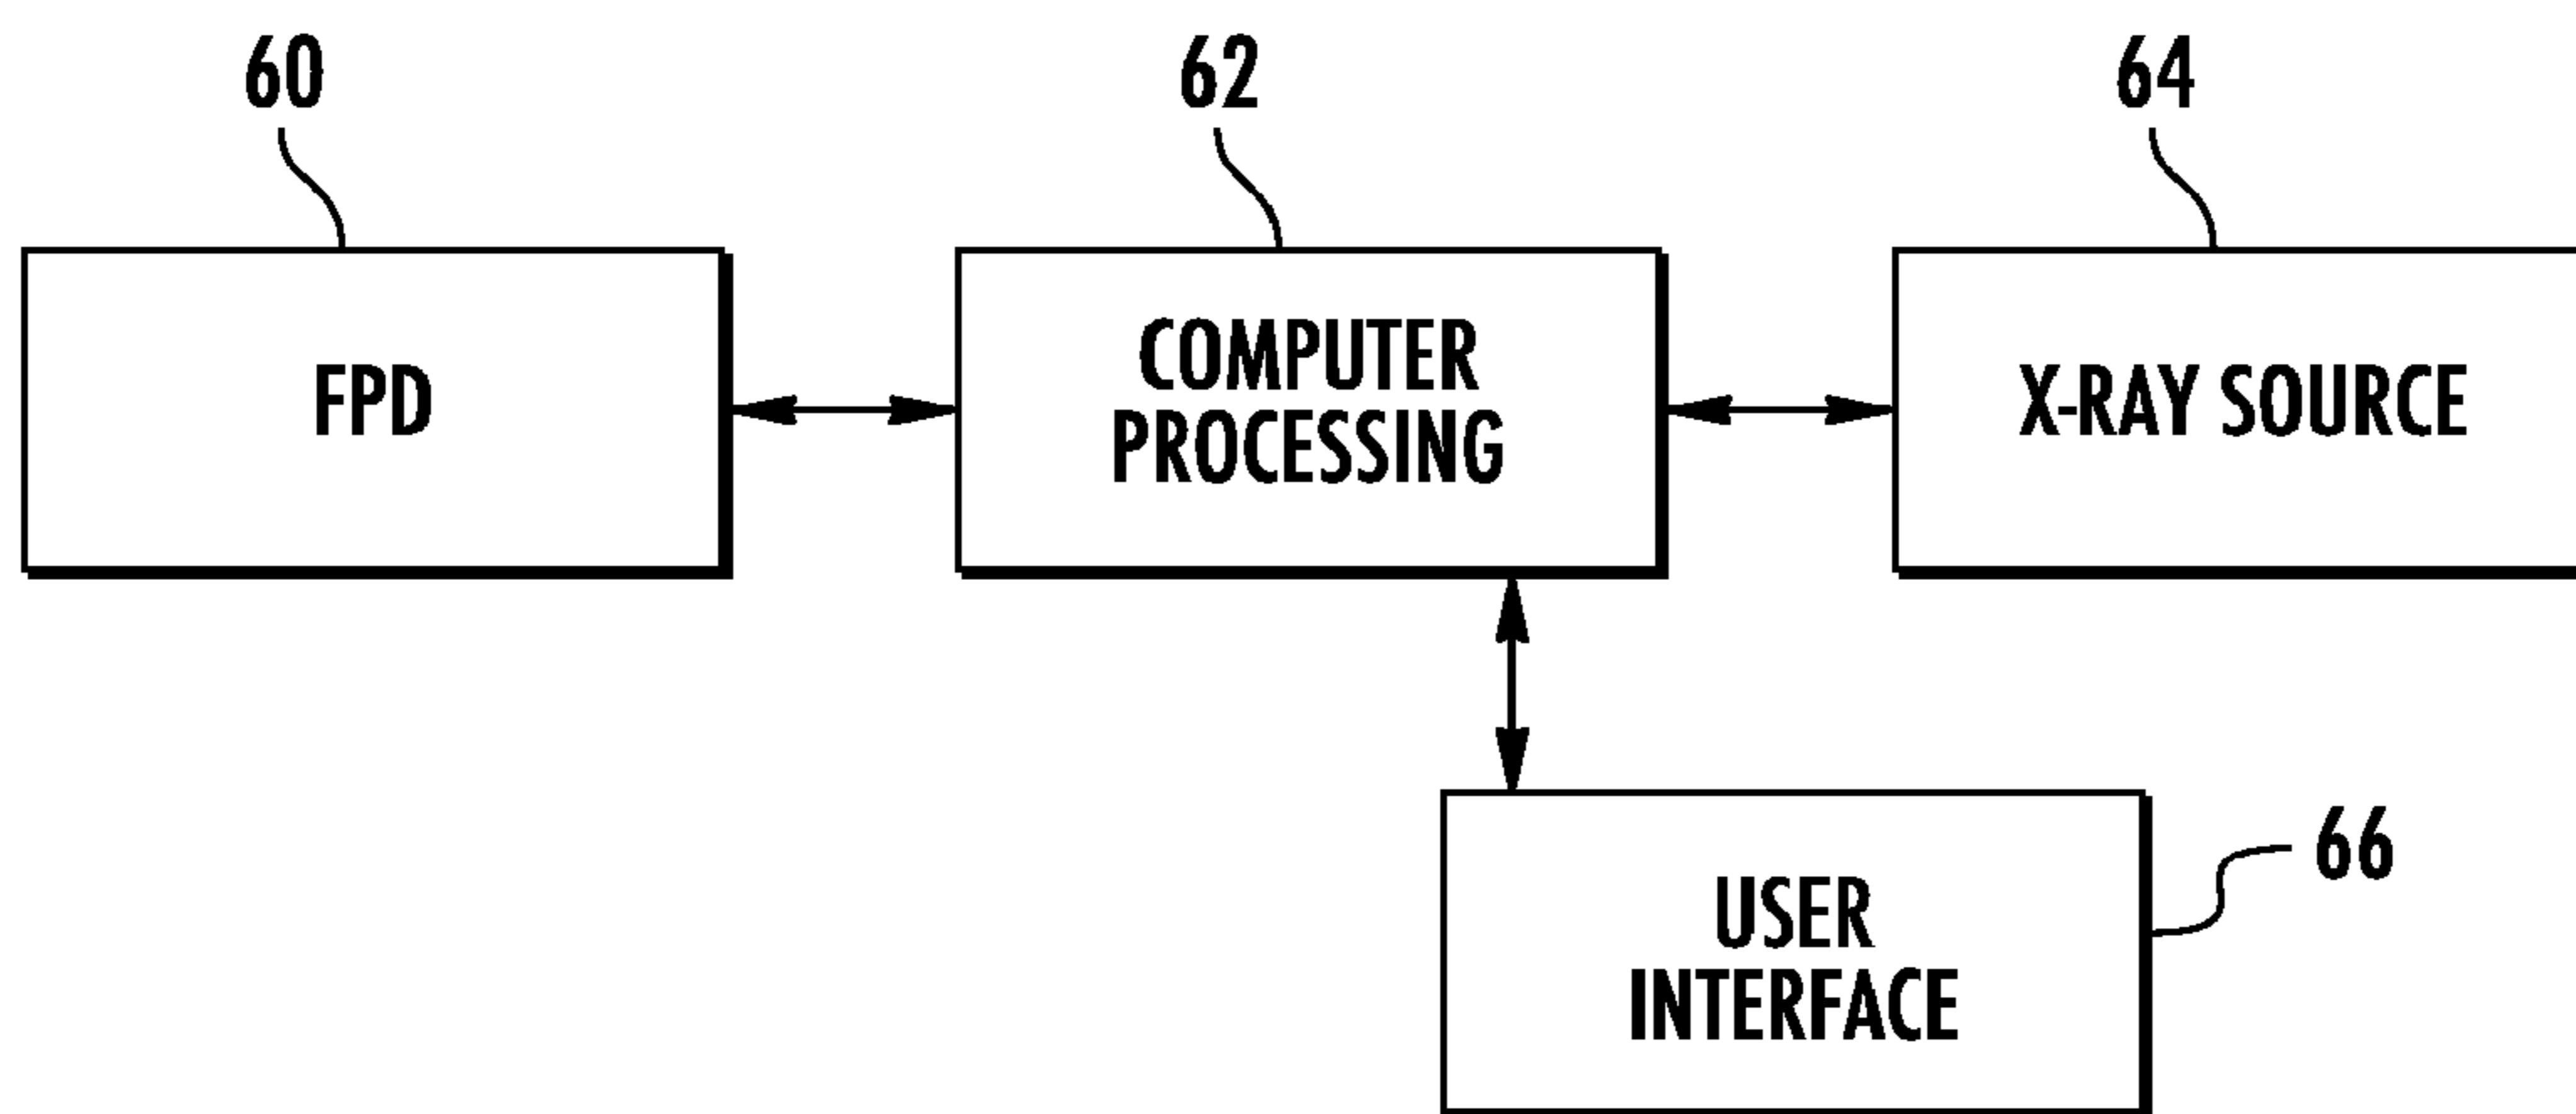 60
62
64
FPD
COMPUTER
PROCESSING
X-RAY SOURCE
USER
INTERFACE
66